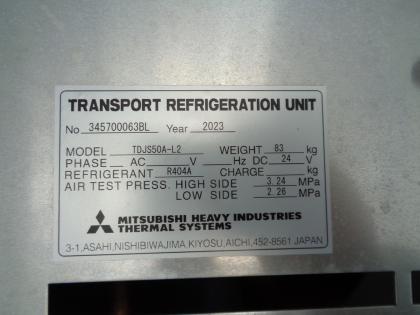 TRANSPORT REFRIGERATION UNIT
No 345700063BL Year 2023
MODEL TDJS50A-L2 WEIGHT 83 kg
PHASE AC V Hz DC 24 V
REFRIGERANT R404A CHARGE kg
AIR TEST PRESS. HIGH SIDE 3.24 MPa
LOW SIDE 2.26 MPa
MITSUBISHI HEAVY INDUSTRIES
THERMAL SYSTEMS
3-1,ASAHI,NISHIBIWAJIMA KIYOSU,AICHI,452-8561 JAPAN